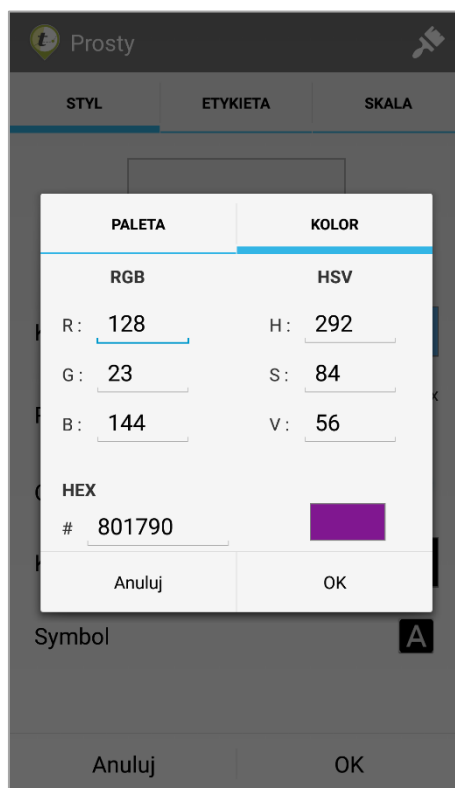 Prosty
STYL ETYKIETA SKALA
PALETA KOLOR
RGB HSV
R: 128 H: 292
G: 23 S: 84
B: 144 V: 56
HEX
# 801790
Anuluj OK
Symbol A
Anuluj OK